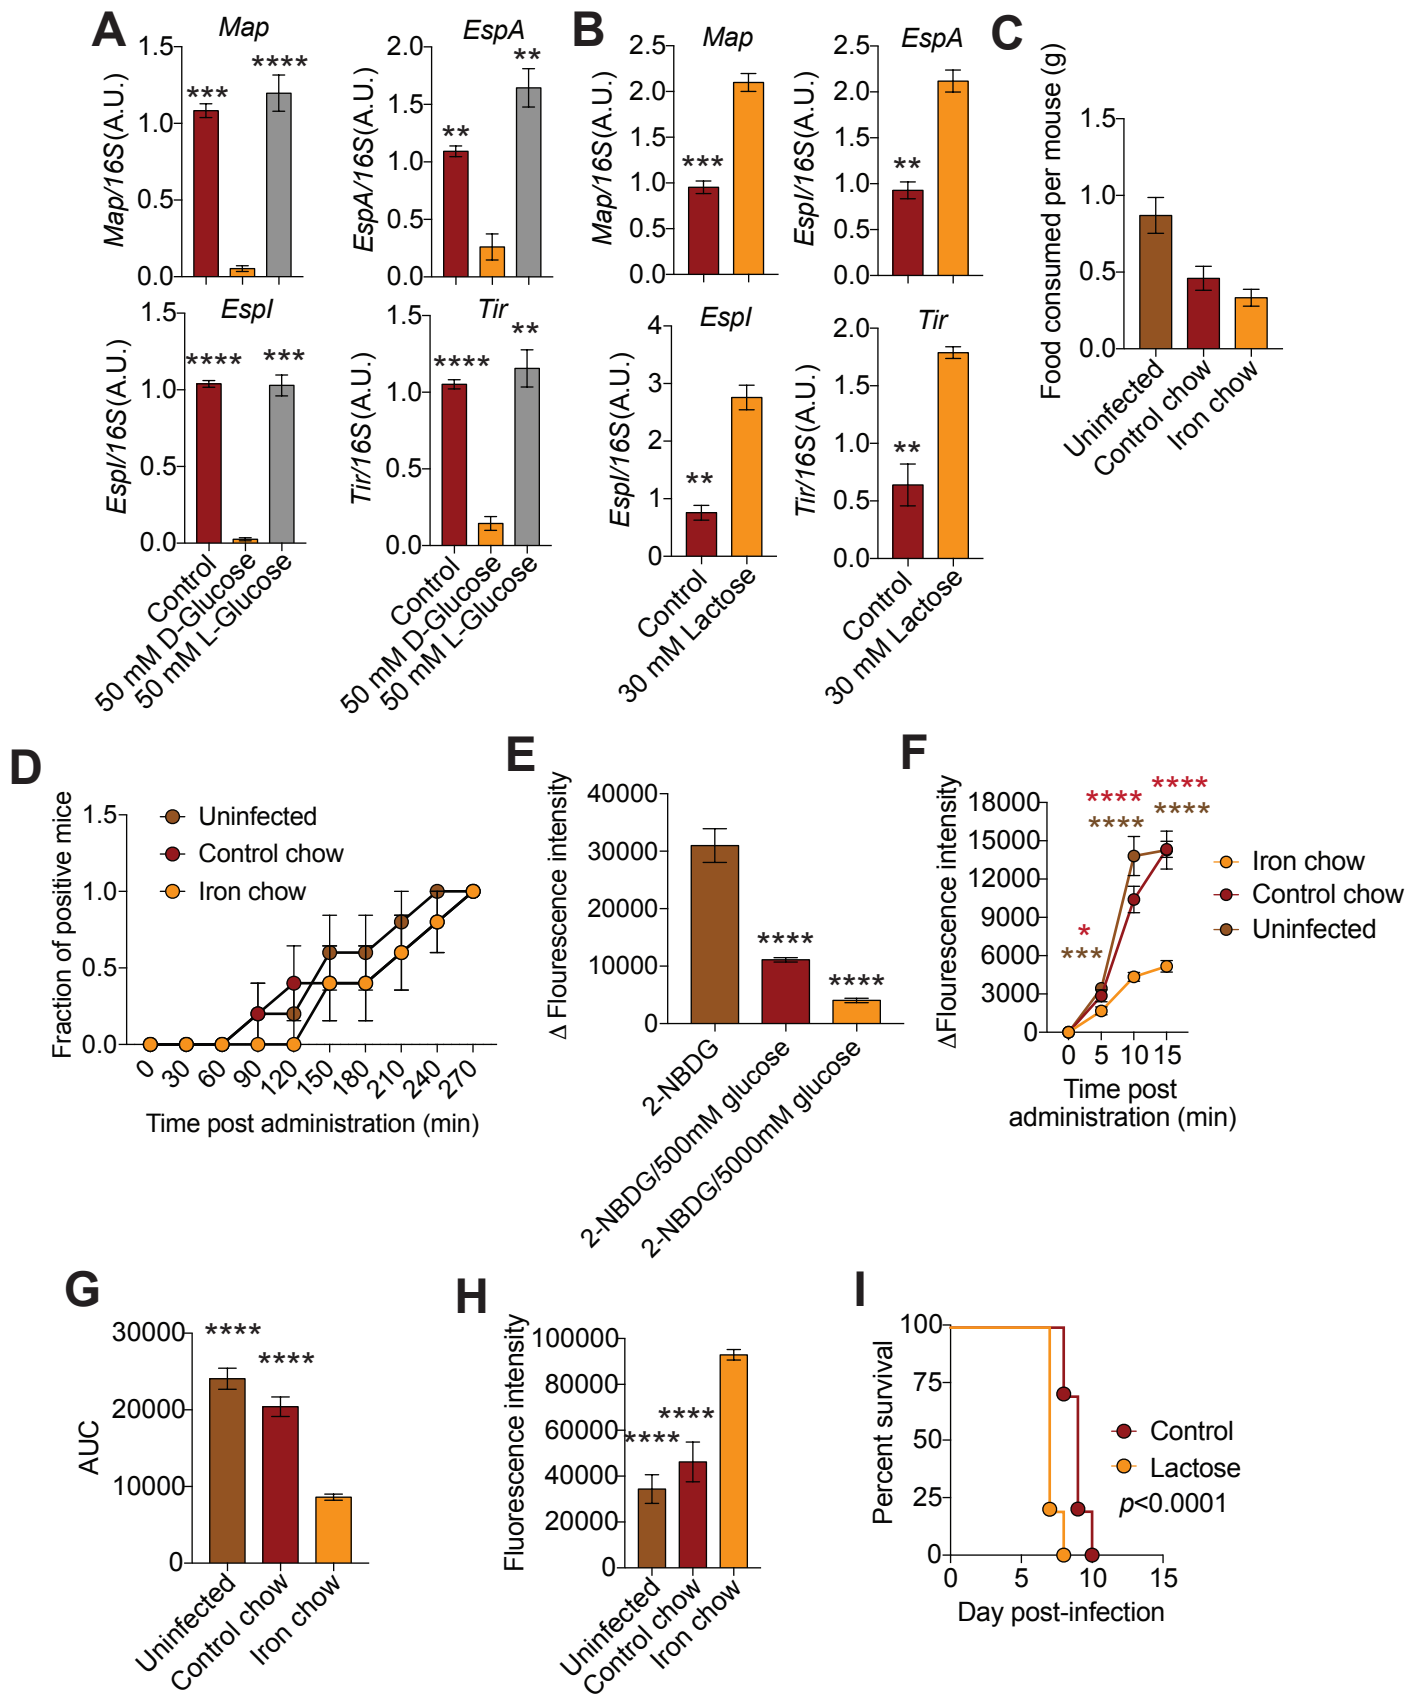 A
Map
Map/16S(A.U.)
1.5
1.0
0.5
0.0
***
****
EspA
EspA/16S(A.U.)
2.0
1.5
1.0
0.5
0.0
**
**
EspI
EspI/16S(A.U.)
1.5
1.0
0.5
0.0
****
***
Control
50 mM D-Glucose
50 mM L-Glucose
Tir
Tir/16S(A.U.)
1.5
1.0
0.5
0.0
****
**
Control
50 mM D-Glucose
50 mM L-Glucose
B
Map
Map/16S(A.U.)
2.5
2.0
1.5
1.0
0.5
0.0
***
EspA
EspI/16S(A.U.)
2.5
2.0
1.5
1.0
0.5
0.0
**
EspI
EspI/16S(A.U.)
4
3
2
1
0
**
Control
30 mM Lactose
Tir
Tir/16S(A.U.)
2.0
1.5
1.0
0.5
0.0
**
Control
30 mM Lactose
C
Food consumed per mouse (g)
1.5
1.0
0.5
0.0
Uninfected
Control chow
Iron chow
D
Fraction of positive mice
1.5
1.0
0.5
0.0
Uninfected
Control chow
Iron chow
0 30 60 90 120 150 180 210 240 270
Time post administration (min)
E
Δ Flourescence intensity
40000
30000
20000
10000
0
****
****
2-NBDG
2-NBDG/500mM glucose
2-NBDG/5000mM glucose
F
ΔFlourescence intensity
18000
15000
12000
9000
6000
3000
0
*
***
****
****
****
****
Iron chow
Control chow
Uninfected
0 5 10 15
Time post
administration (min)
G
AUC
30000
20000
10000
0
****
****
Uninfected
Control chow
Iron chow
H
Fluorescence intensity
100000
80000
60000
40000
20000
0
****
****
Uninfected
Control chow
Iron chow
I
Percent survival
100
75
50
25
0
Control
Lactose
p<0.0001
0 5 10 15
Day post-infection